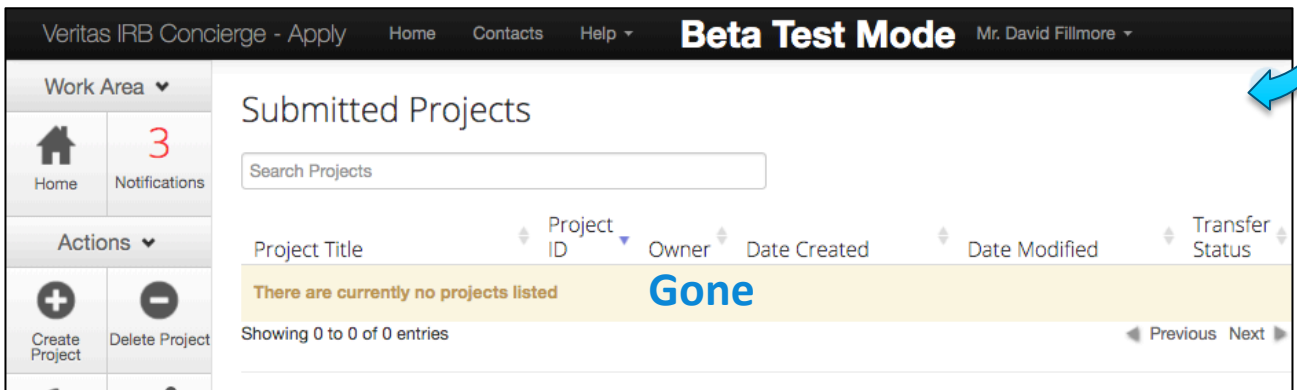 Veritas IRB Concierge - Apply Home Contacts Help Beta Test Mode Mr. David Fillmore
Work Area
Submitted Projects
3
Home Notifications
Search Projects
Actions
Project Title Project ID Owner Date Created Date Modified Transfer Status
There are currently no projects listed Gone
Create Project Delete Project
Showing 0 to 0 of 0 entries Previous Next